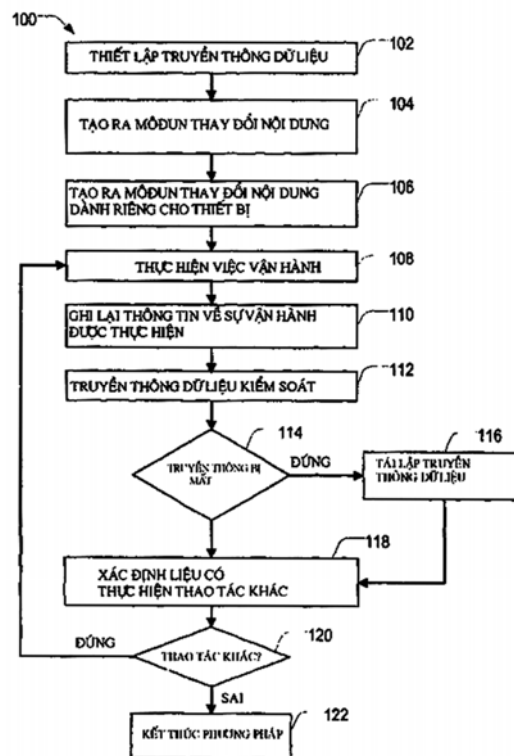 100
THIẾT LẬP TRUYỀN THÔNG DỮ LIỆU
102
TẠO RA MÔĐUN THAY ĐỔI NỘI DUNG
104
TẠO RA MÔĐUN THAY ĐỔI NỘI DUNG
DÀNH RIÊNG CHO THIẾT BỊ
106
THỰC HIỆN VIỆC VẬN HÀNH
108
GHI LẠI THÔNG TIN VỀ SỰ VẬN HÀNH
ĐƯỢC THỰC HIỆN
110
TRUYỀN THÔNG DỮ LIỆU KIỂM SOÁT
112
TRUYỀN THÔNG BỊ
MẤT
114
ĐỨNG
TÁI LẬP TRUYỀN
THÔNG DỮ LIỆU
116
XÁC ĐỊNH LIỆU CÓ
THỰC HIỆN THAO TÁC KHÁC
118
ĐỨNG
THAO TÁC KHÁC?
120
SAI
KẾT THÚC PHƯƠNG PHÁP
122